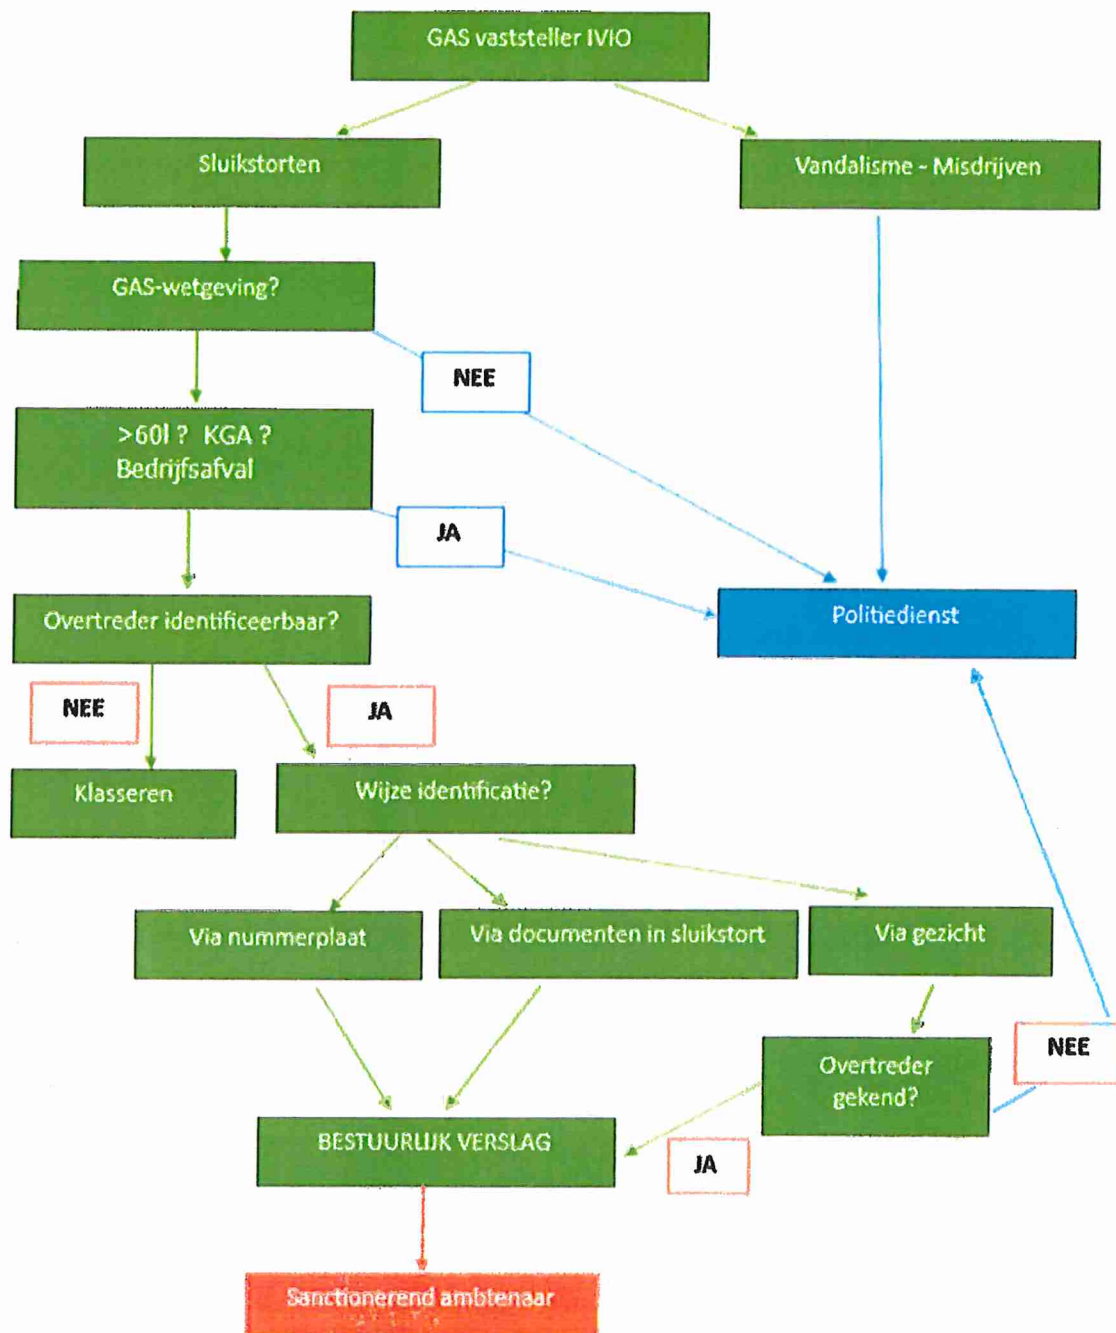 GAS vaststeller IVIO
Sluikstorten
Vandalisme - Misdrijven
GAS-wetgeving?
NEE
>60l ? KGA ?
Bedrijfsafval
JA
Overtreder identificeerbaar?
Politiedienst
NEE
JA
Klasseren
Wijze identificatie?
Via nummerplaat
Via documenten in sluikstort
Via gezicht
Overtreder
gekend?
NEE
BESTUURLIJK VERSLAG
JA
Sanctionerend ambtenaar